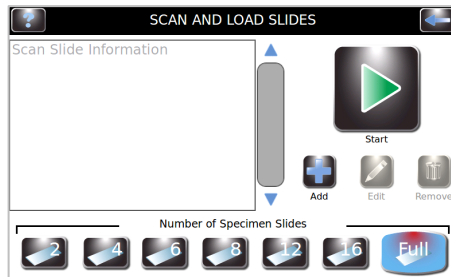 ?
SCAN AND LOAD SLIDES
Scan Slide Information
Start
Add
Edit
Remove
Number of Specimen Slides
2
4
6
8
12
16
Full